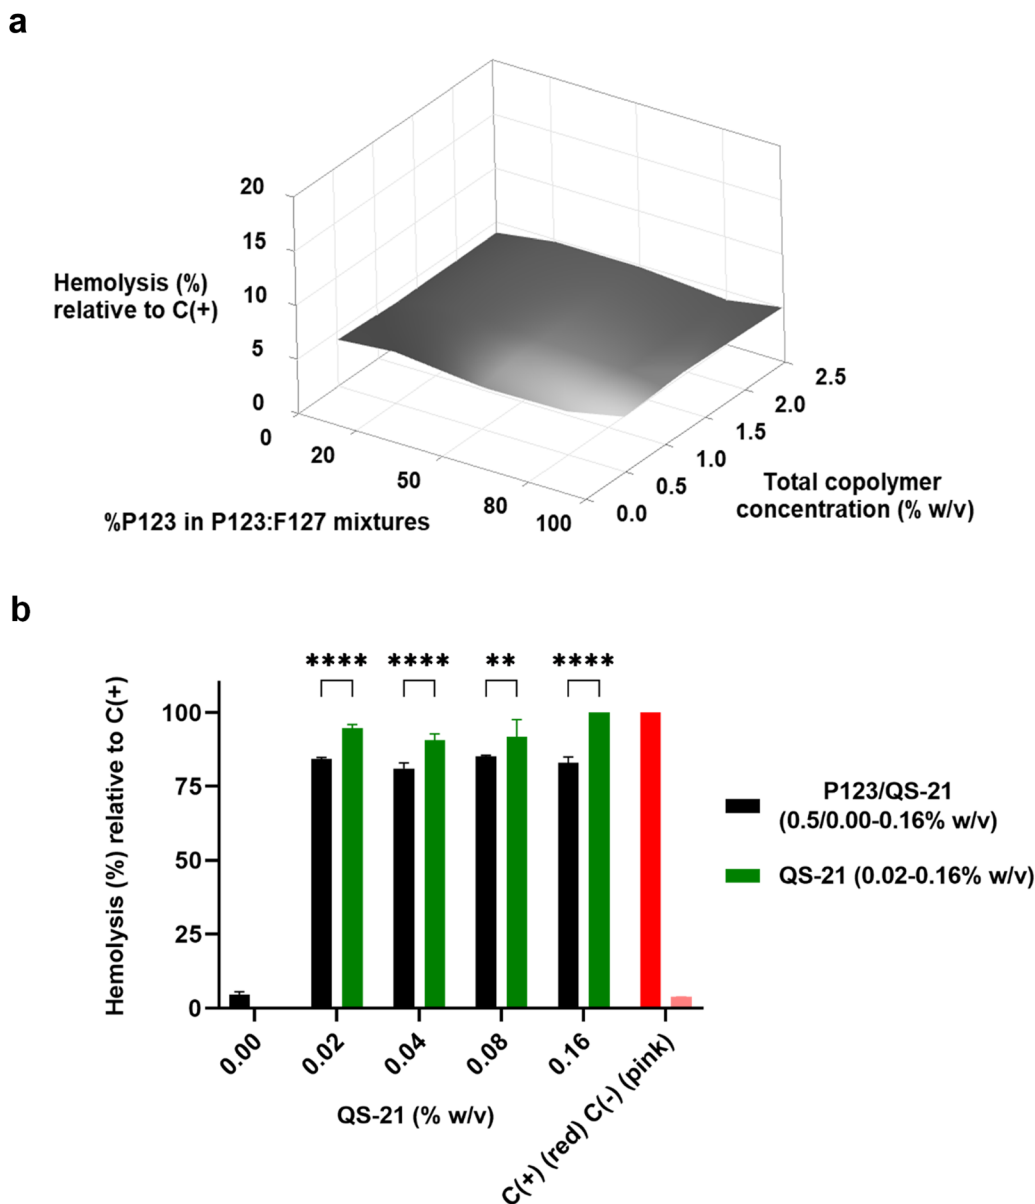 a
20
15
10
5
0
Hemolysis (%)
relative to C(+)
0
20
50
80
100
%P123 in P123:F127 mixtures
0.0
0.5
1.0
1.5
2.0
2.5
Total copolymer
concentration (% w/v)
b
**** **** ** ****
Hemolysis (%) relative to C(+)
100
75
50
25
0
0.00 0.02 0.04 0.08 0.16 C(+) (red) C(-) (pink)
QS-21 (% w/v)
P123/QS-21
(0.5/0.00-0.16% w/v)
QS-21 (0.02-0.16% w/v)